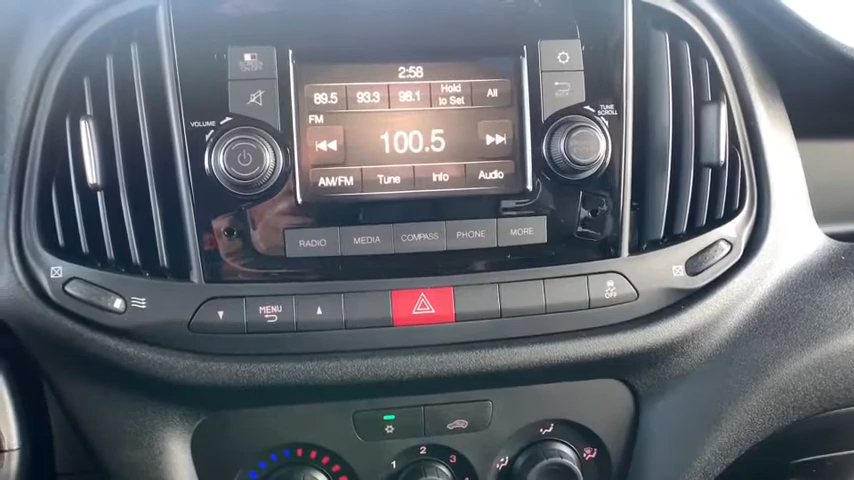 2:58
SCREEN ON/OFF
89.5 93.3 98.1 Hold to Set All
VOLUME
TUNE SCROLL
FM
100.5
AM/FM Tune Info Audio
RADIO MEDIA COMPASS PHONE MORE
MENU
OFF
1 2 3